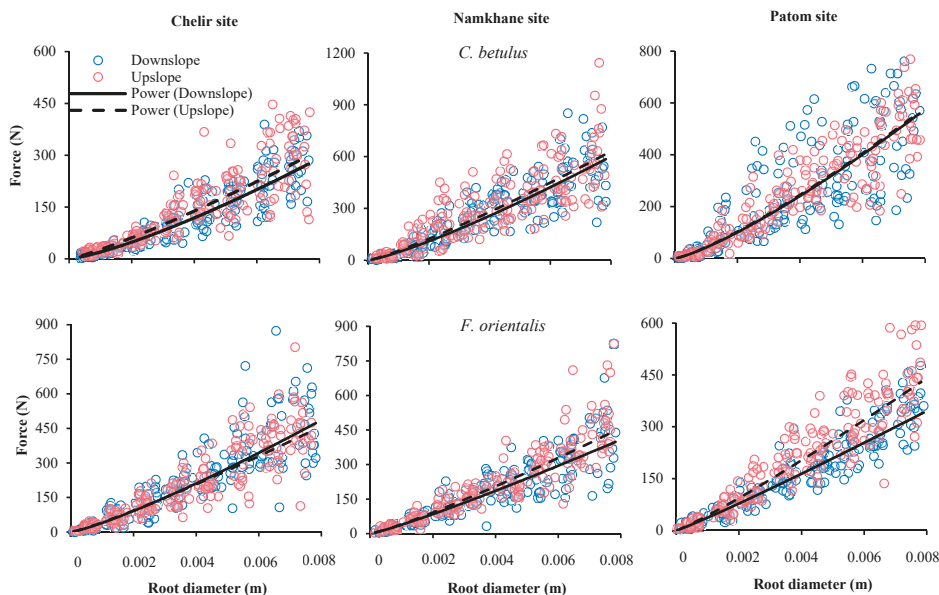 Chelir site
Namkhane site
Patom site
C. betulus
Downslope
Upslope
Power (Downslope)
Power (Upslope)
Force (N)
600
450
300
150
0
1200
900
600
300
0
800
600
400
200
0
F. orientalis
Force (N)
900
750
600
450
300
150
0
900
750
600
450
300
150
0
600
450
300
150
0
0 0.002 0.004 0.006 0.008
0 0.002 0.004 0.006 0.008
0 0.002 0.004 0.006 0.008
Root diameter (m)
Root diameter (m)
Root diameter (m)